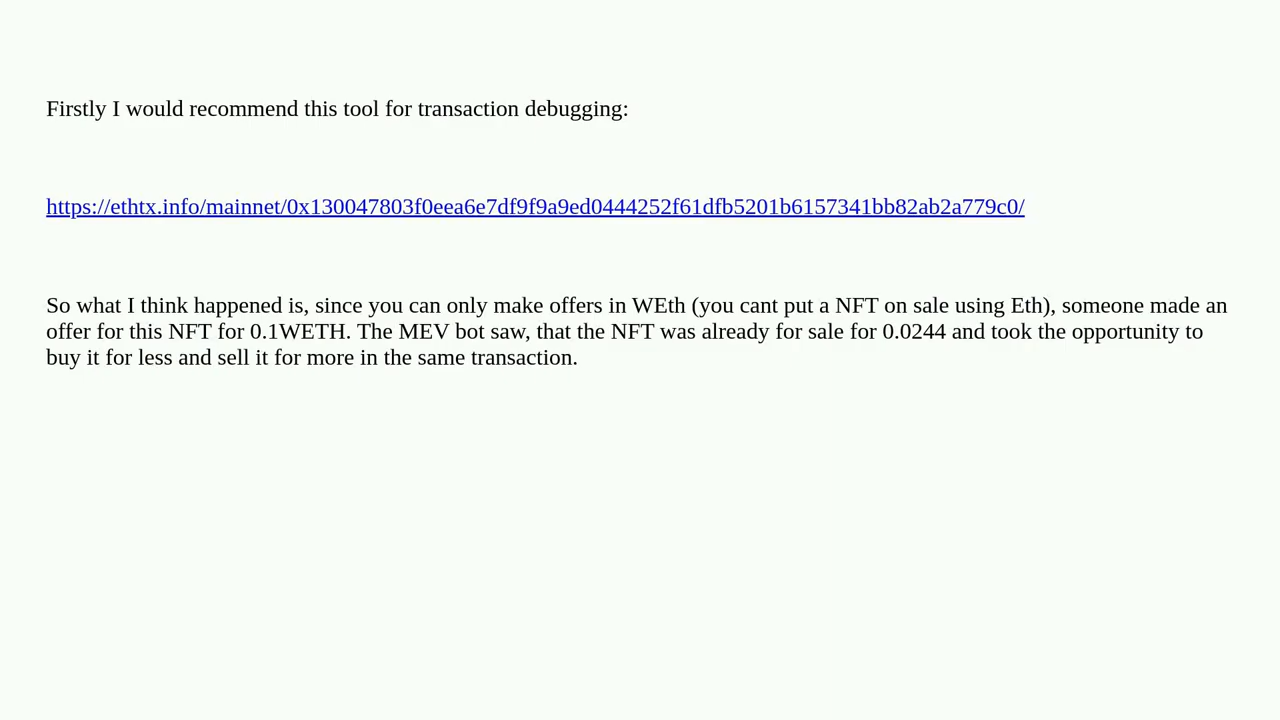 Firstly I would recommend this tool for transaction debugging:
https://ethtx.info/mainnet/0x130047803f0eea6e7df9f9a9ed0444252f61dfb5201b6157341bb82ab2a779c0/
So what I think happened is, since you can only make offers in WEth (you cant put a NFT on sale using Eth), someone made an
offer for this NFT for 0.1WETH. The MEV bot saw, that the NFT was already for sale for 0.0244 and took the opportunity to
buy it for less and sell it for more in the same transaction.